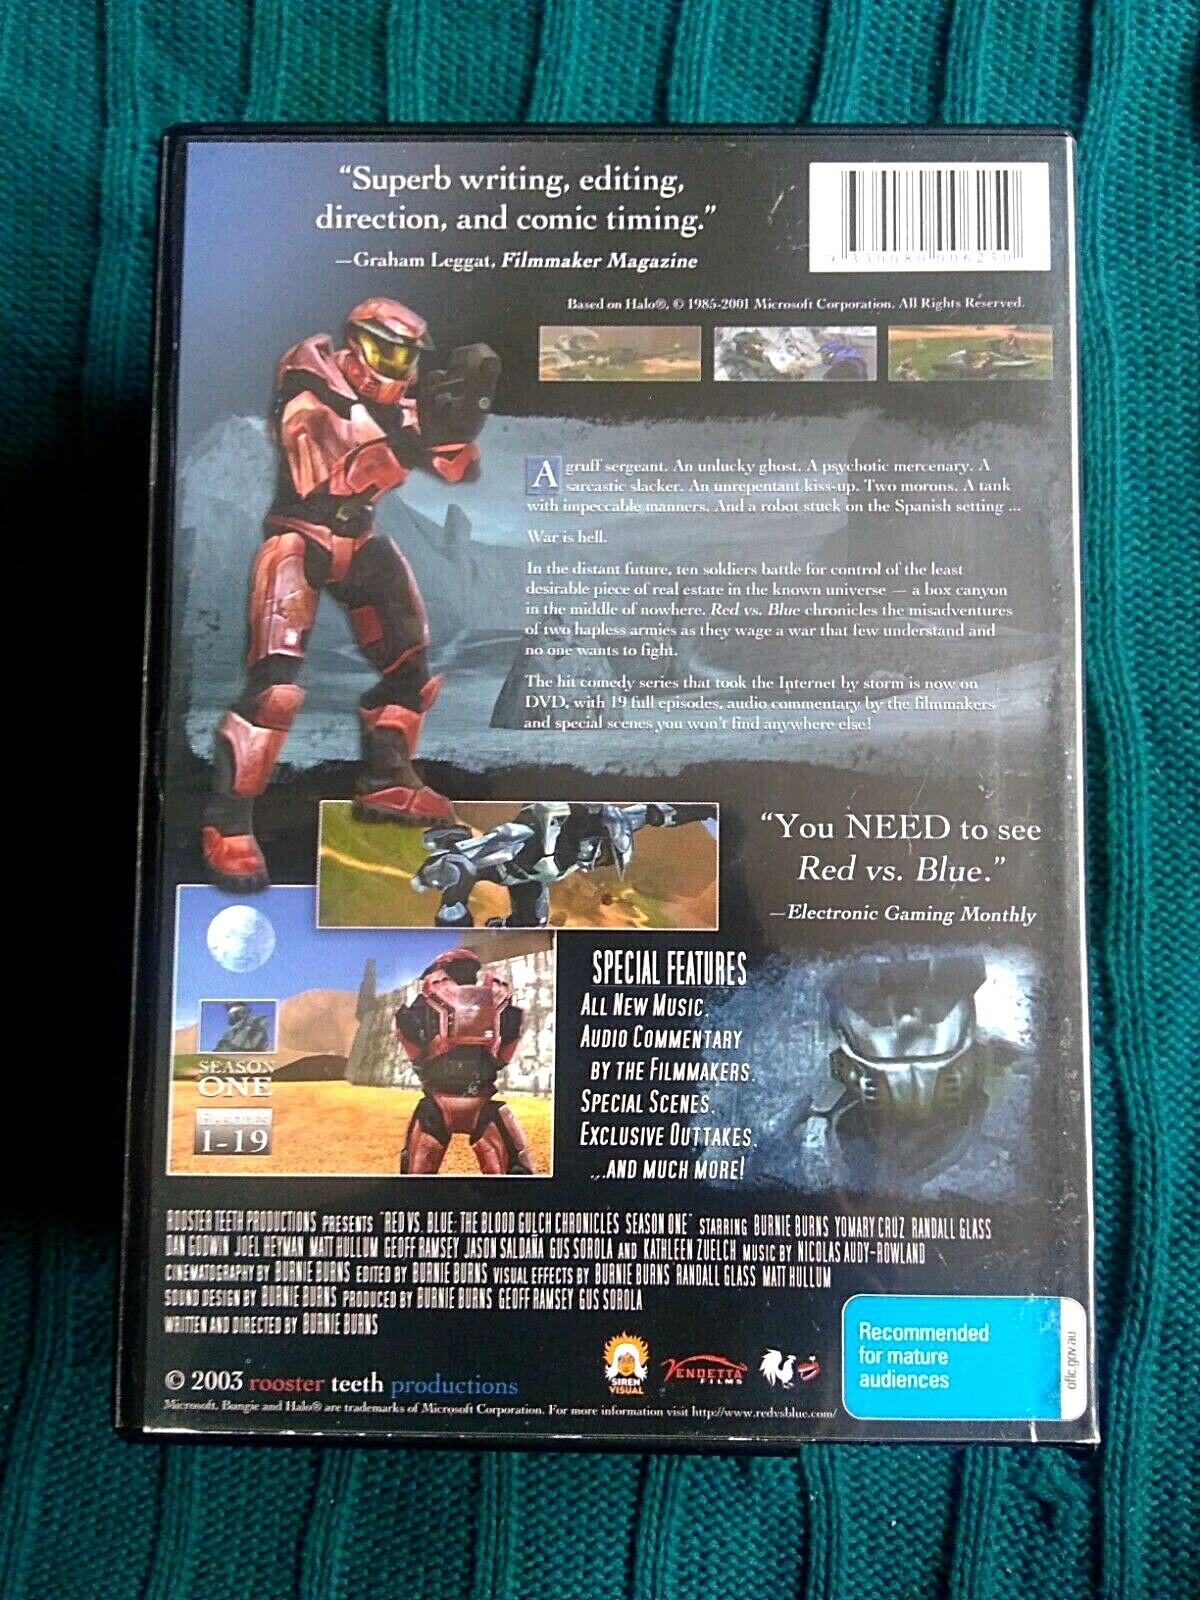 “Superb writing, editing,
direction, and comic timing.”
—Graham Leggat, Filmmaker Magazine
9 330080 006230
Based on Halo®, © 1985-2001 Microsoft Corporation. All Rights Reserved.
A gruff sergeant. An unlucky ghost. A psychotic mercenary. A
sarcastic slacker. An unrepentant kiss-up. Two morons. A tank
with impeccable manners. And a robot stuck on the Spanish setting ...
War is hell.
In the distant future, ten soldiers battle for control of the least
desirable piece of real estate in the known universe — a box canyon
in the middle of nowhere. Red vs. Blue chronicles the misadventures
of two hapless armies as they wage a war that few understand and
no one wants to fight.
The hit comedy series that took the Internet by storm is now on
DVD, with 19 full episodes, audio commentary by the filmmakers
and special scenes you won't find anywhere else!
“You NEED to see
Red vs. Blue.”
—Electronic Gaming Monthly
SEASON
ONE
EPISODES
1-19
SPECIAL FEATURES
ALL NEW MUSIC.
AUDIO COMMENTARY
BY THE FILMMAKERS.
SPECIAL SCENES.
EXCLUSIVE OUTTAKES.
...AND MUCH MORE!
ROOSTER TEETH PRODUCTIONS PRESENTS "RED VS. BLUE: THE BLOOD GULCH CHRONICLES SEASON ONE" STARRING BURNIE BURNS YOMARY CRUZ RANDALL GLASS
DAN GODWIN JOEL HEYMAN MATT HULLUM GEOFF RAMSEY JASON SALDAÑA GUS SOROLA AND KATHLEEN ZUELCH MUSIC BY NICOLAS AUDY-ROWLAND
CINEMATOGRAPHY BY BURNIE BURNS EDITED BY BURNIE BURNS VISUAL EFFECTS BY BURNIE BURNS RANDALL GLASS MATT HULLUM
SOUND DESIGN BY BURNIE BURNS PRODUCED BY BURNIE BURNS GEOFF RAMSEY GUS SOROLA
WRITTEN AND DIRECTED BY BURNIE BURNS
© 2003 rooster teeth productions
SIREN
VISUAL
VENDETTA
FILMS
Recommended
for mature
audiences
oflc.gov.au
Microsoft, Bungie and Halo® are trademarks of Microsoft Corporation. For more information visit http://www.redvsblue.com/